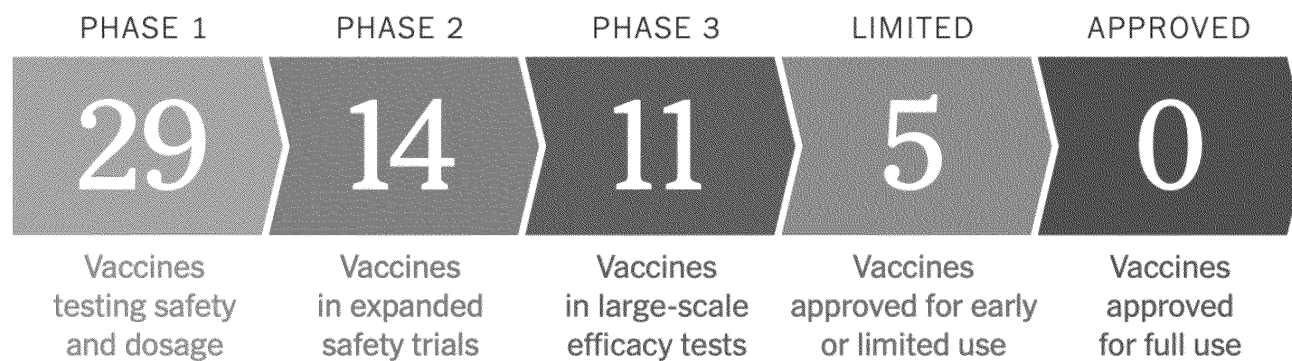 PHASE 1 PHASE 2 PHASE 3 LIMITED APPROVED
29 14 11 5 0
Vaccines Vaccines Vaccines Vaccines Vaccines
testing safety in expanded in large-scale approved for early approved
and dosage safety trials efficacy tests or limited use for full use